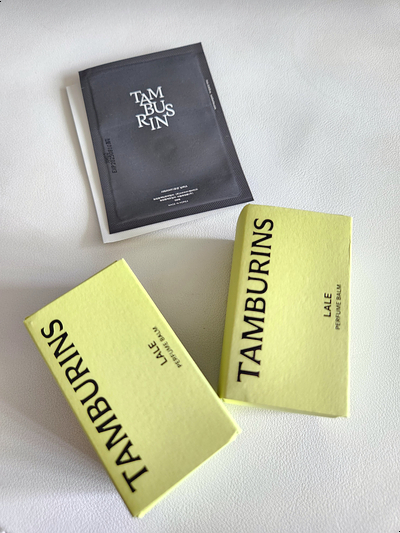 TAM
BUS
RIN
TAMBURINS
LALE
PERFUME BALM
TAMBURINS
LALE
PERFUME BALM